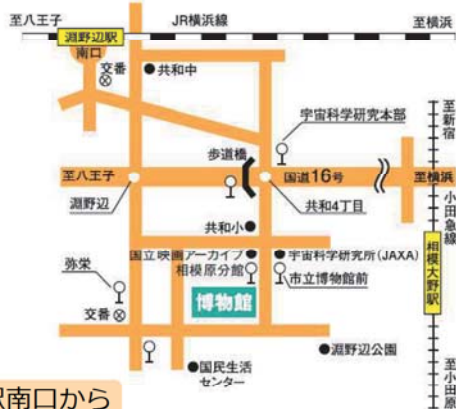 至八王子
JR横浜線
至横浜
淵野辺駅
南口
交番
共和中
至新宿
宇宙科学研究本部
歩道橋
至八王子
国道16号
至横浜
淵野辺
共和4丁目
小田急線
共和小
国立映画アーカイブ
相模原分館
宇宙科学研究所(JAXA)
市立博物館前
相模大野駅
弥栄
博物館
交番
淵野辺公園
国民生活
センター
至小田原
駅南口から